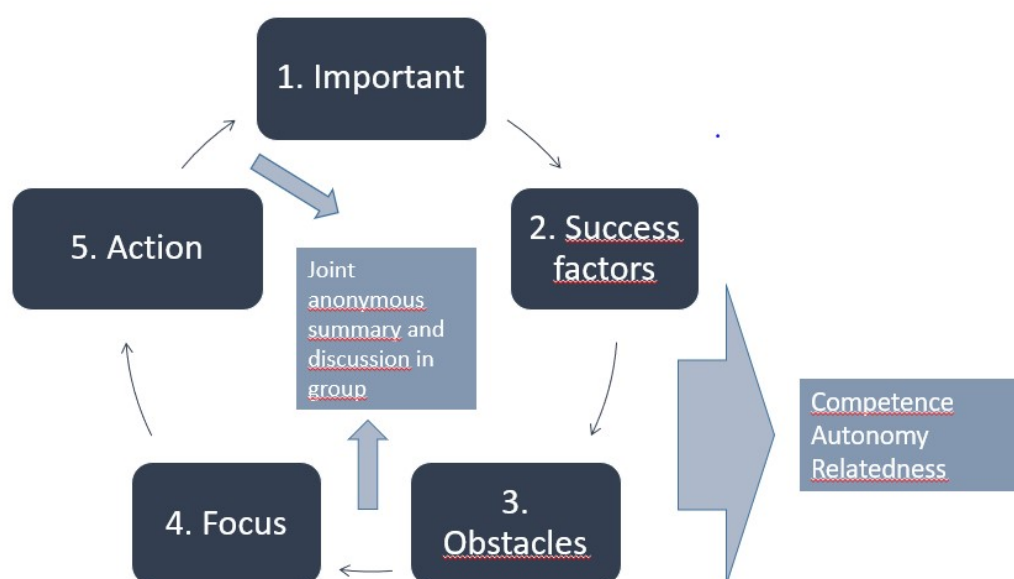 1. Important
2. Success
factors
3.
Obstacles
4. Focus
5. Action
Joint
anonymous
summary and
discussion in
group
Competence
Autonomy
Relatedness